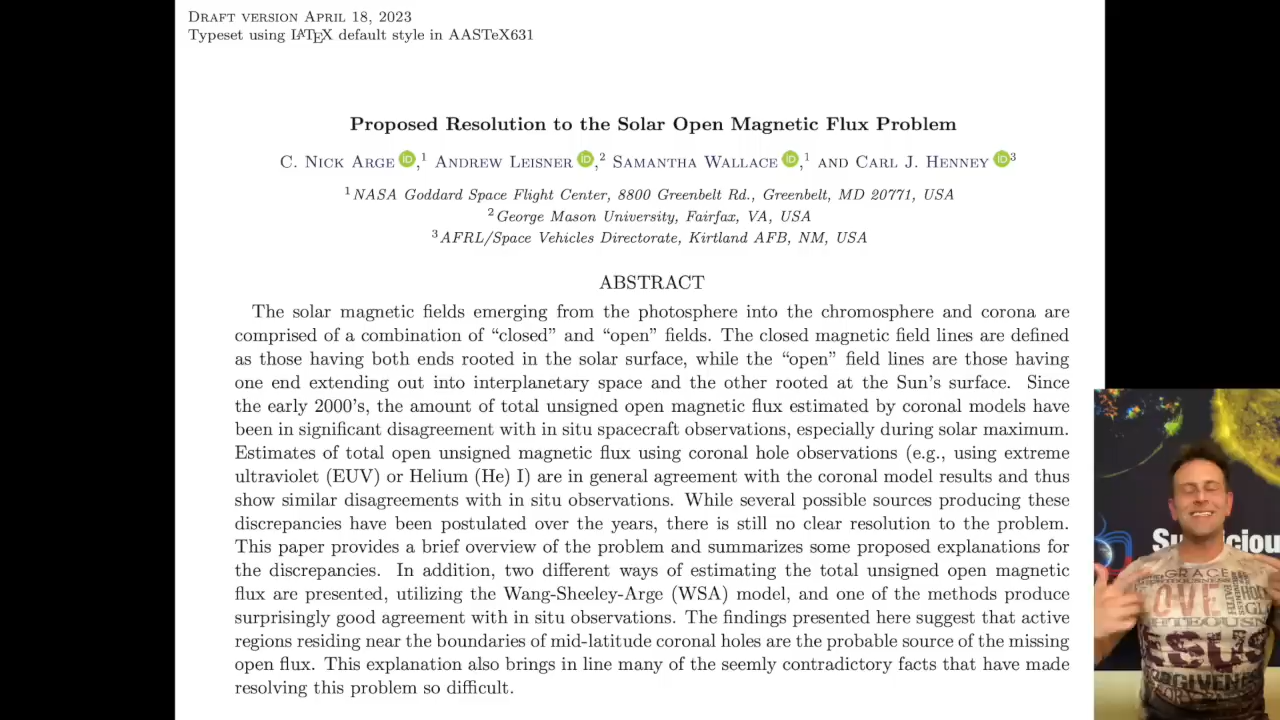 DRAFT VERSION APRIL 18, 2023
Typeset using LATEX default style in AASTeX631
Proposed Resolution to the Solar Open Magnetic Flux Problem
C. NICK ARGE iD,1 ANDREW LEISNER iD,2 SAMANTHA WALLACE iD,1 AND CARL J. HENNEY iD3
1NASA Goddard Space Flight Center, 8800 Greenbelt Rd., Greenbelt, MD 20771, USA
2George Mason University, Fairfax, VA, USA
3AFRL/Space Vehicles Directorate, Kirtland AFB, NM, USA
ABSTRACT
The solar magnetic fields emerging from the photosphere into the chromosphere and corona are
comprised of a combination of “closed” and “open” fields. The closed magnetic field lines are defined
as those having both ends rooted in the solar surface, while the “open” field lines are those having
one end extending out into interplanetary space and the other rooted at the Sun’s surface. Since
the early 2000’s, the amount of total unsigned open magnetic flux estimated by coronal models have
been in significant disagreement with in situ spacecraft observations, especially during solar maximum.
Estimates of total open unsigned magnetic flux using coronal hole observations (e.g., using extreme
ultraviolet (EUV) or Helium (He) I) are in general agreement with the coronal model results and thus
show similar disagreements with in situ observations. While several possible sources producing these
discrepancies have been postulated over the years, there is still no clear resolution to the problem.
This paper provides a brief overview of the problem and summarizes some proposed explanations for
the discrepancies. In addition, two different ways of estimating the total unsigned open magnetic
flux are presented, utilizing the Wang-Sheeley-Arge (WSA) model, and one of the methods produce
surprisingly good agreement with in situ observations. The findings presented here suggest that active
regions residing near the boundaries of mid-latitude coronal holes are the probable source of the missing
open flux. This explanation also brings in line many of the seemly contradictory facts that have made
resolving this problem so difficult.
GRACE